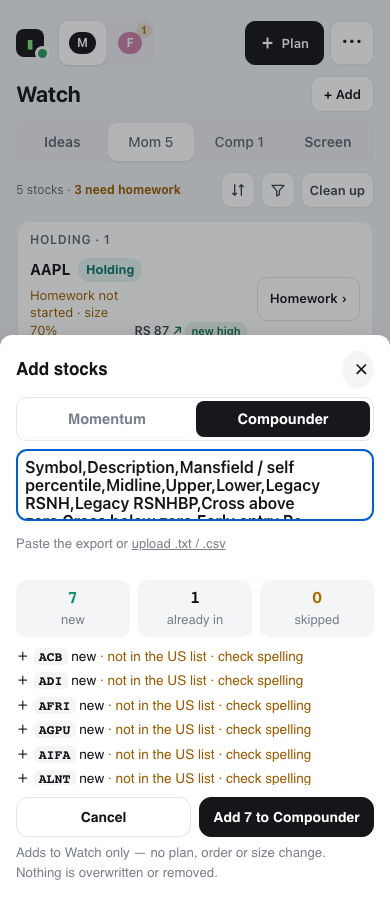 M
F
1
+ Plan
...
Watch
+ Add
Ideas
Mom 5
Comp 1
Screen
5 stocks · 3 need homework
Clean up
HOLDING · 1
AAPL
Holding
Homework not
started · size
70%
RS 87 ↗
new high
Homework ›
Add stocks
Momentum
Compounder
Symbol,Description,Mansfield / self
percentile,Midline,Upper,Lower,Legacy
RSNH,Legacy RSNHBP,Cross above
zero,Cross below zero,Early entry,Re
Paste the export or upload .txt / .csv
7
new
1
already in
0
skipped
+ ACB new · not in the US list · check spelling
+ ADI new · not in the US list · check spelling
+ AFRI new · not in the US list · check spelling
+ AGPU new · not in the US list · check spelling
+ AIFA new · not in the US list · check spelling
+ ALNT new · not in the US list · check spelling
Cancel
Add 7 to Compounder
Adds to Watch only — no plan, order or size change.
Nothing is overwritten or removed.